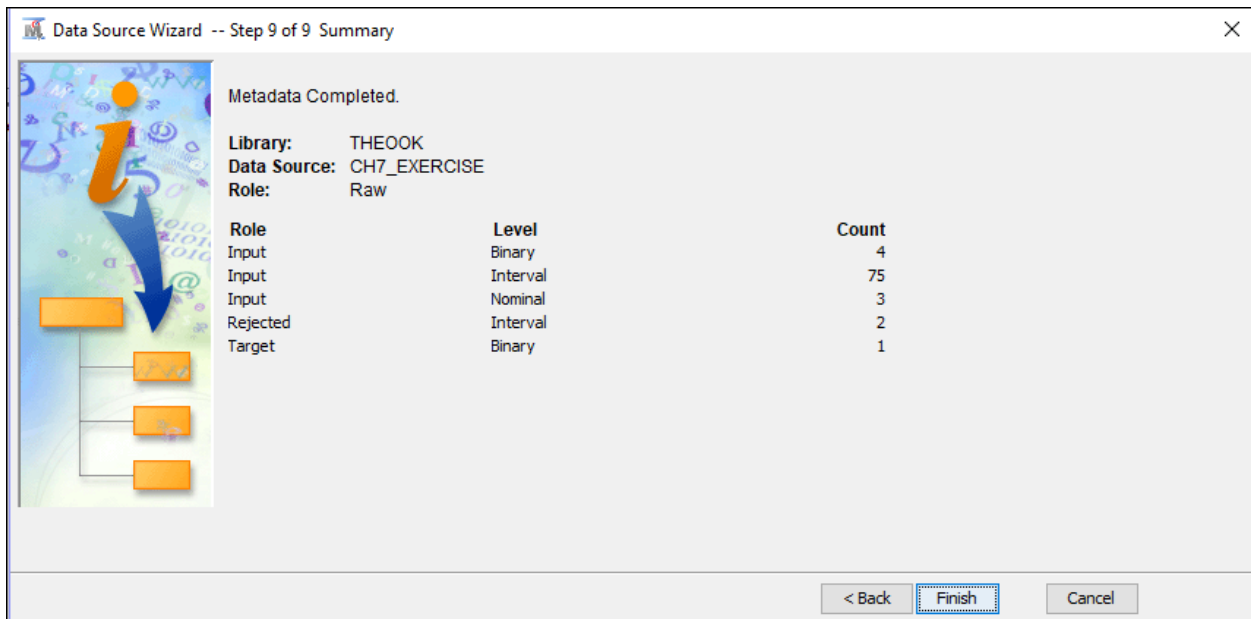 Data Source Wizard -- Step 9 of 9 Summary
Metadata Completed.
Library: THEOOK
Data Source: CH7_EXERCISE
Role: Raw
Role Level Count
Input Binary 4
Input Interval 75
Input Nominal 3
Rejected Interval 2
Target Binary 1
< Back Finish Cancel